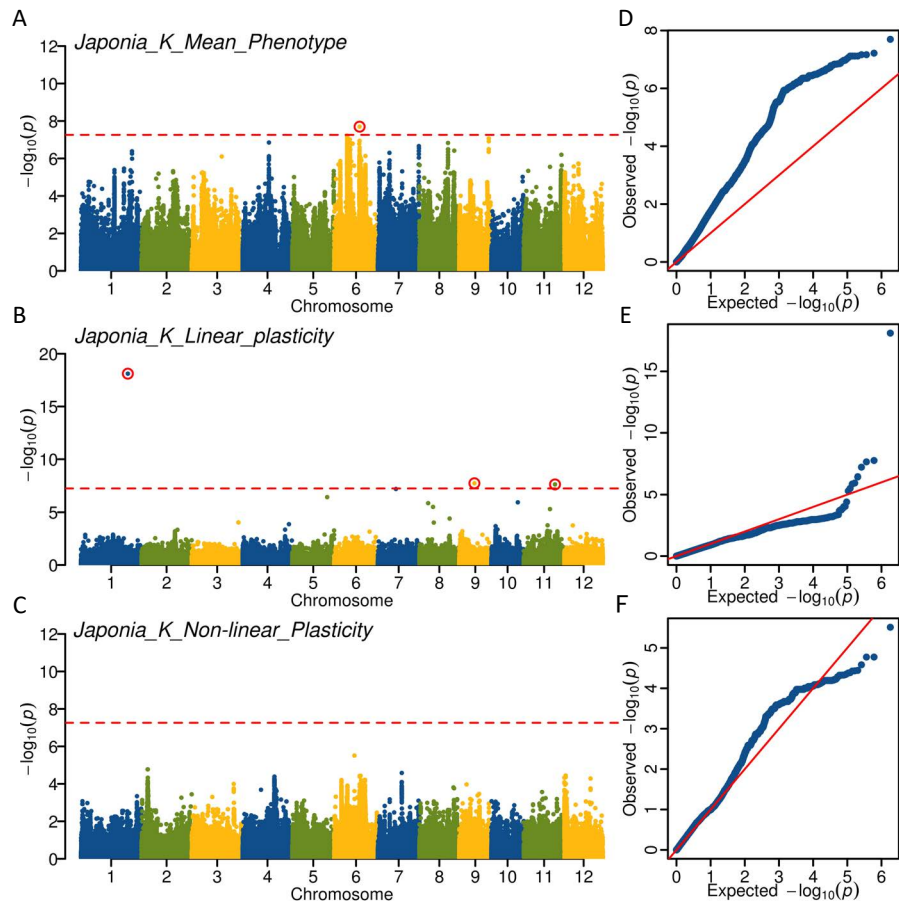 A
Japonia_K_Mean_Phenotype
12
10
8
6
4
2
0
−log10(p)
1 2 3 4 5 6 7 8 9 10 11 12
Chromosome
D
8
6
4
2
0
Observed −log10(p)
0 1 2 3 4 5 6
Expected −log10(p)
B
Japonia_K_Linear_plasticity
20
15
10
5
0
−log10(p)
1 2 3 4 5 6 7 8 9 10 11 12
Chromosome
E
15
10
5
0
Observed −log10(p)
0 1 2 3 4 5 6
Expected −log10(p)
C
Japonia_K_Non-linear_Plasticity
12
10
8
6
4
2
0
−log10(p)
1 2 3 4 5 6 7 8 9 10 11 12
Chromosome
F
5
4
3
2
1
0
Observed −log10(p)
0 1 2 3 4 5 6
Expected −log10(p)